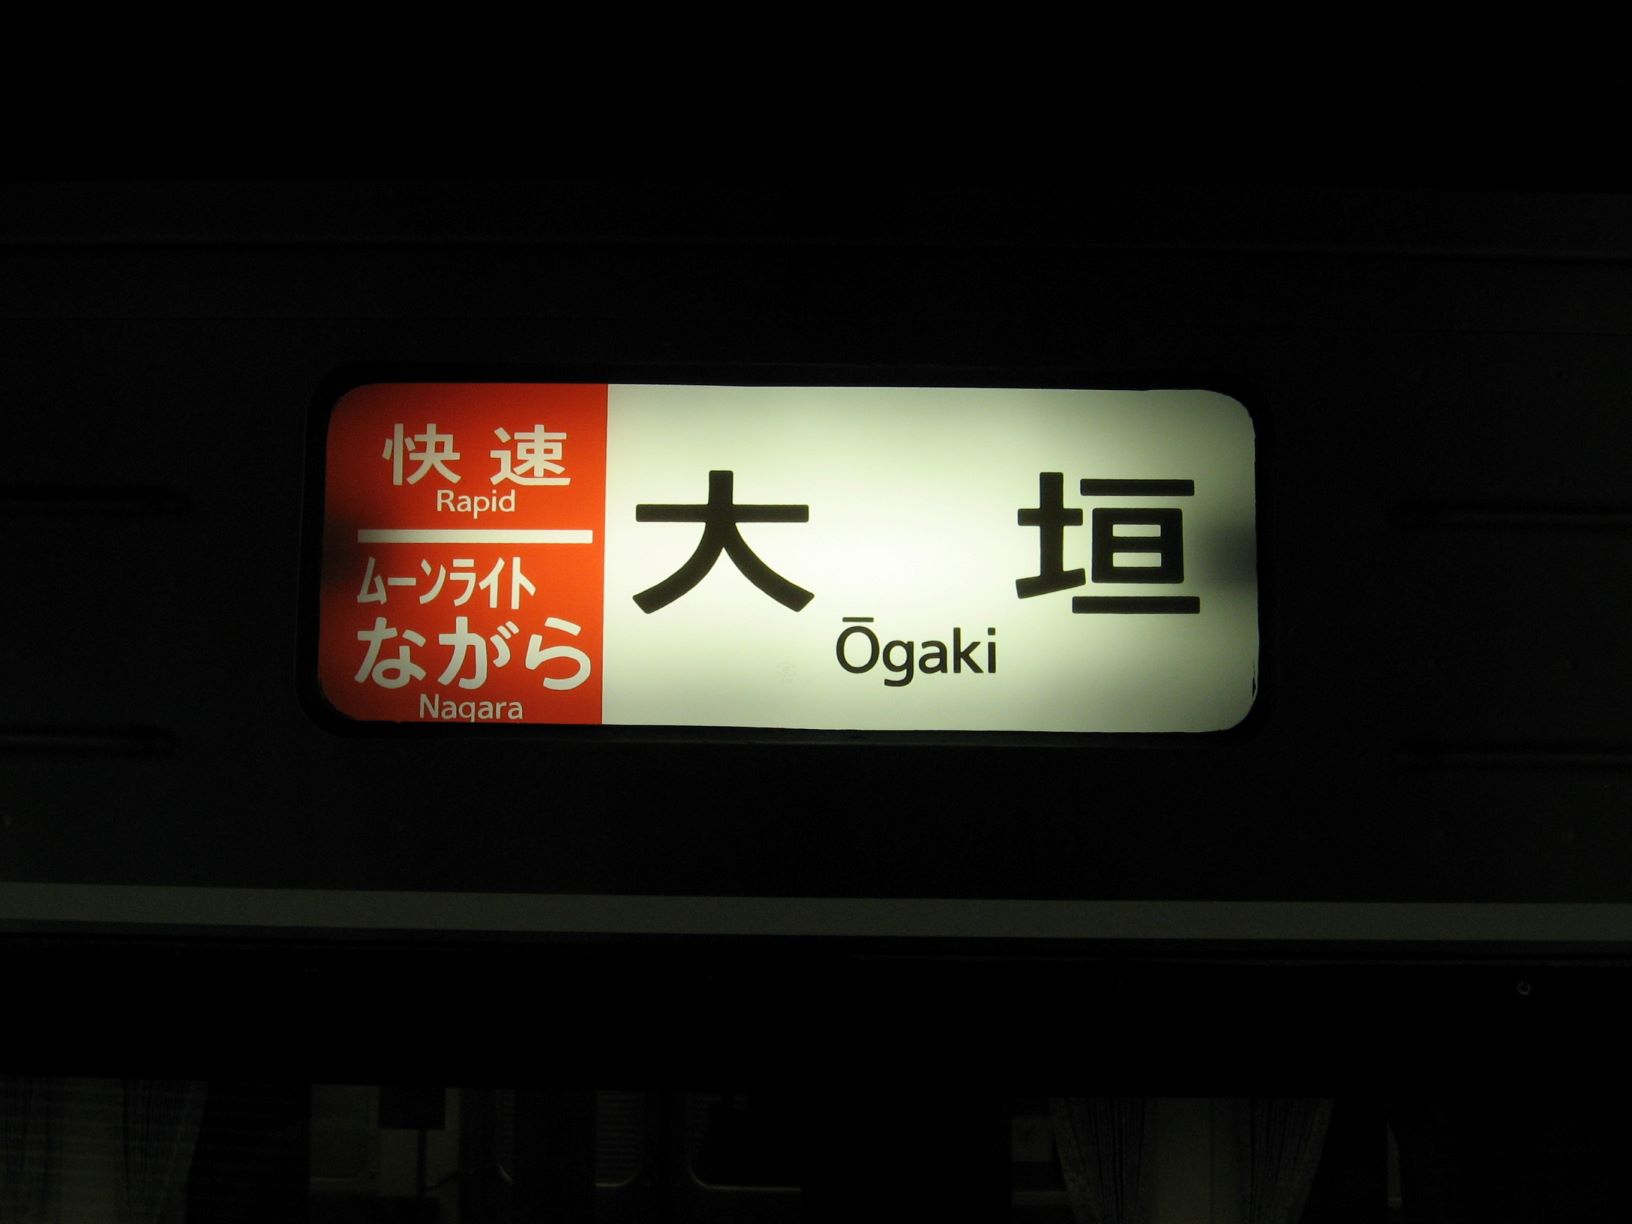 快速
Rapid
ムーンライト
ながら
Nagara
大垣
Ōgaki